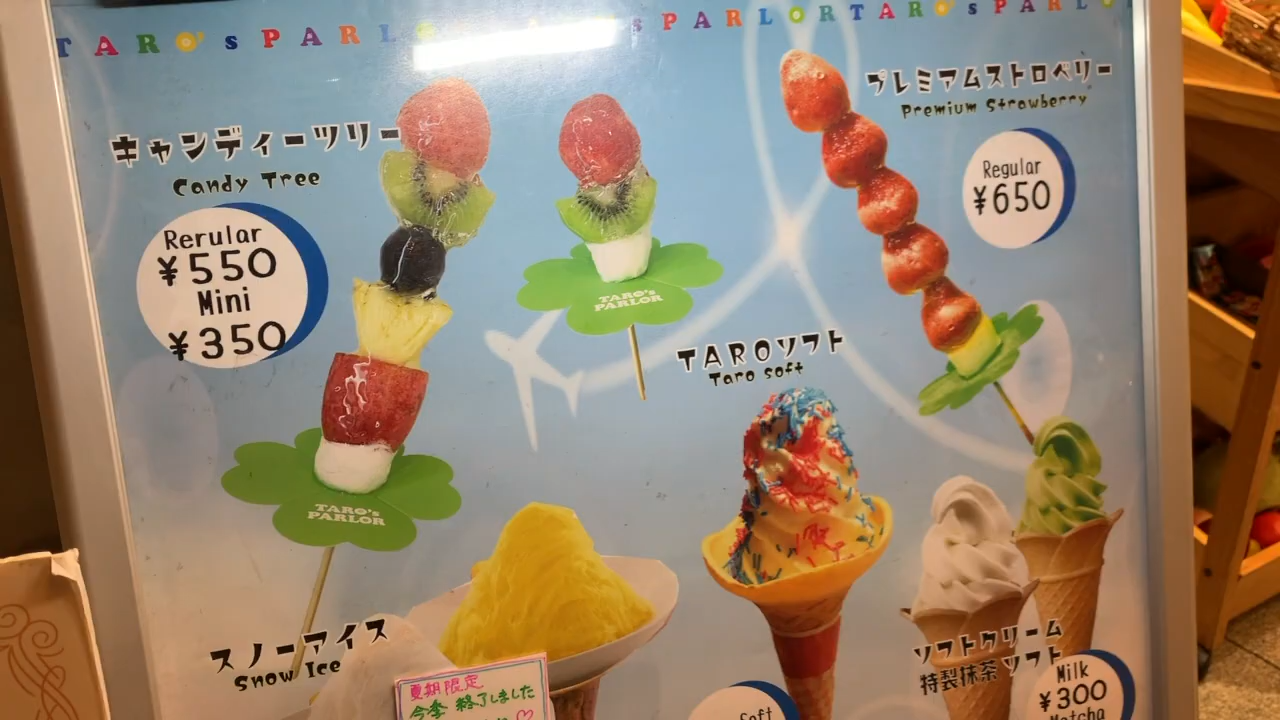 TARO's PARL
s PARLOR TARO's PARL
キャンディーツリー
Candy Tree
Rerular
¥550
Mini
¥350
TARO's
PARLOR
TARO's
PARLOR
プレミアムストロベリー
Premium Strawberry
Regular
¥650
TAROソフト
Taro soft
スノーアイス
Snow Ice
夏期限定
今季 終了しました
ソフトクリーム
特製抹茶ソフト
Milk
¥300
Matcha
Soft